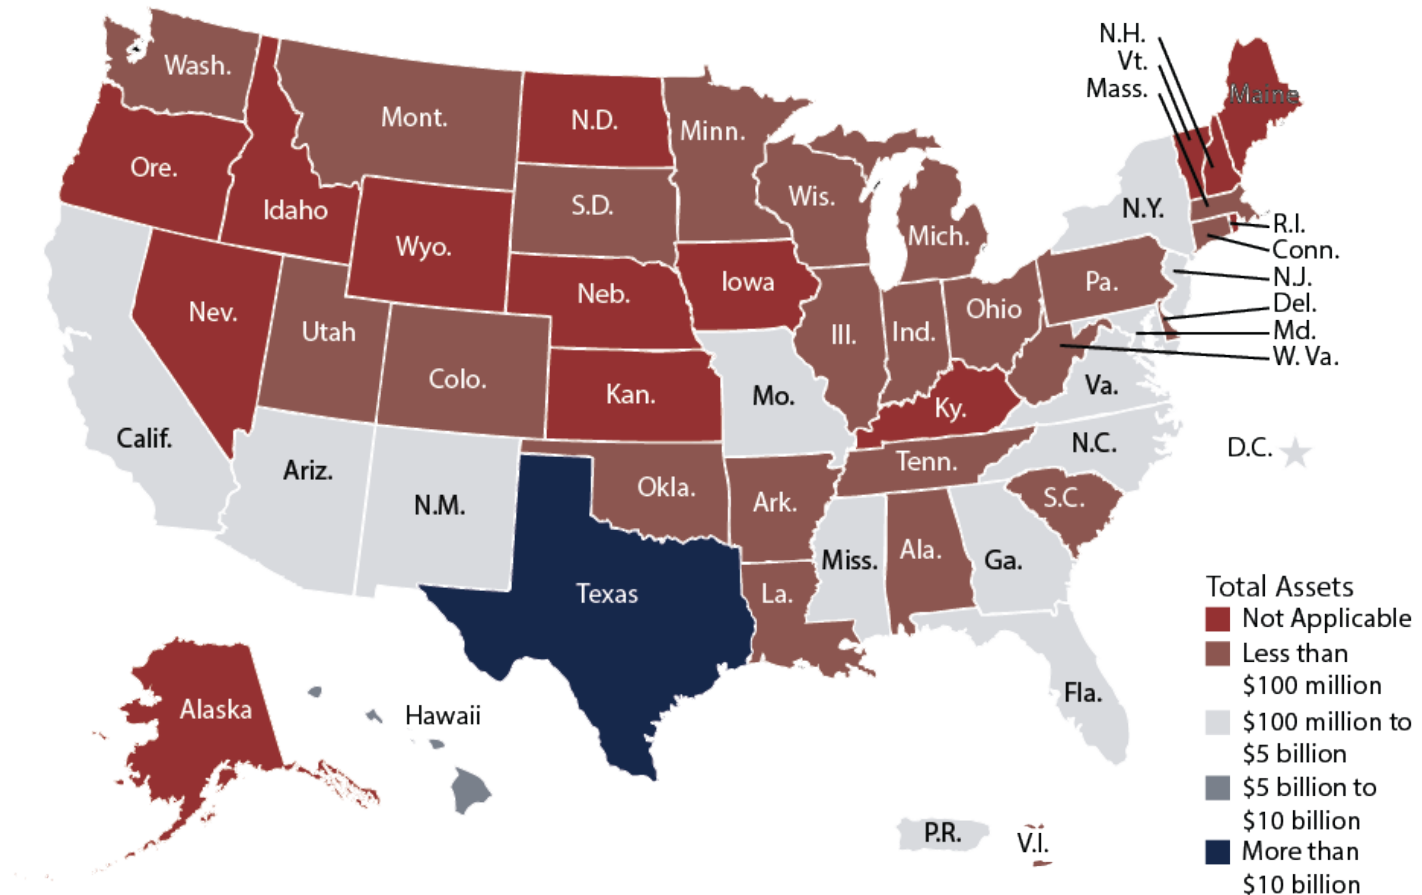 N.H.
Vt.
Mass.
Maine
Wash.
Mont.
N.D.
Minn.
Ore.
Idaho
S.D.
Wis.
N.Y.
Mich.
R.I.
Conn.
N.J.
Del.
Md.
W. Va.
Wyo.
Nev.
Neb.
Iowa
Pa.
Utah
Colo.
Ill.
Ind.
Ohio
Kan.
Mo.
Ky.
Va.
Calif.
Ariz.
N.M.
Okla.
Ark.
Tenn.
N.C.
D.C.
S.C.
Texas
La.
Miss.
Ala.
Ga.
Fla.
Alaska
Hawaii
P.R.
V.I.
Total Assets
Not Applicable
Less than
$100 million
$100 million to
$5 billion
$5 billion to
$10 billion
More than
$10 billion